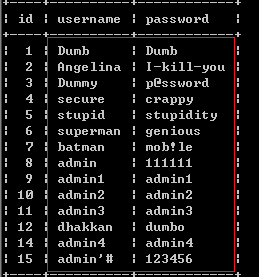 id | username | password
1 | Dumb | Dumb
2 | Angelina | I-kill-you
3 | Dummy | p@ssword
4 | secure | crappy
5 | stupid | stupidity
6 | superman | genious
7 | batman | mob!le
8 | admin | 111111
9 | admin1 | admin1
10 | admin2 | admin2
11 | admin3 | admin3
12 | dhakkan | dumbo
14 | admin4 | admin4
15 | admin'# | 123456